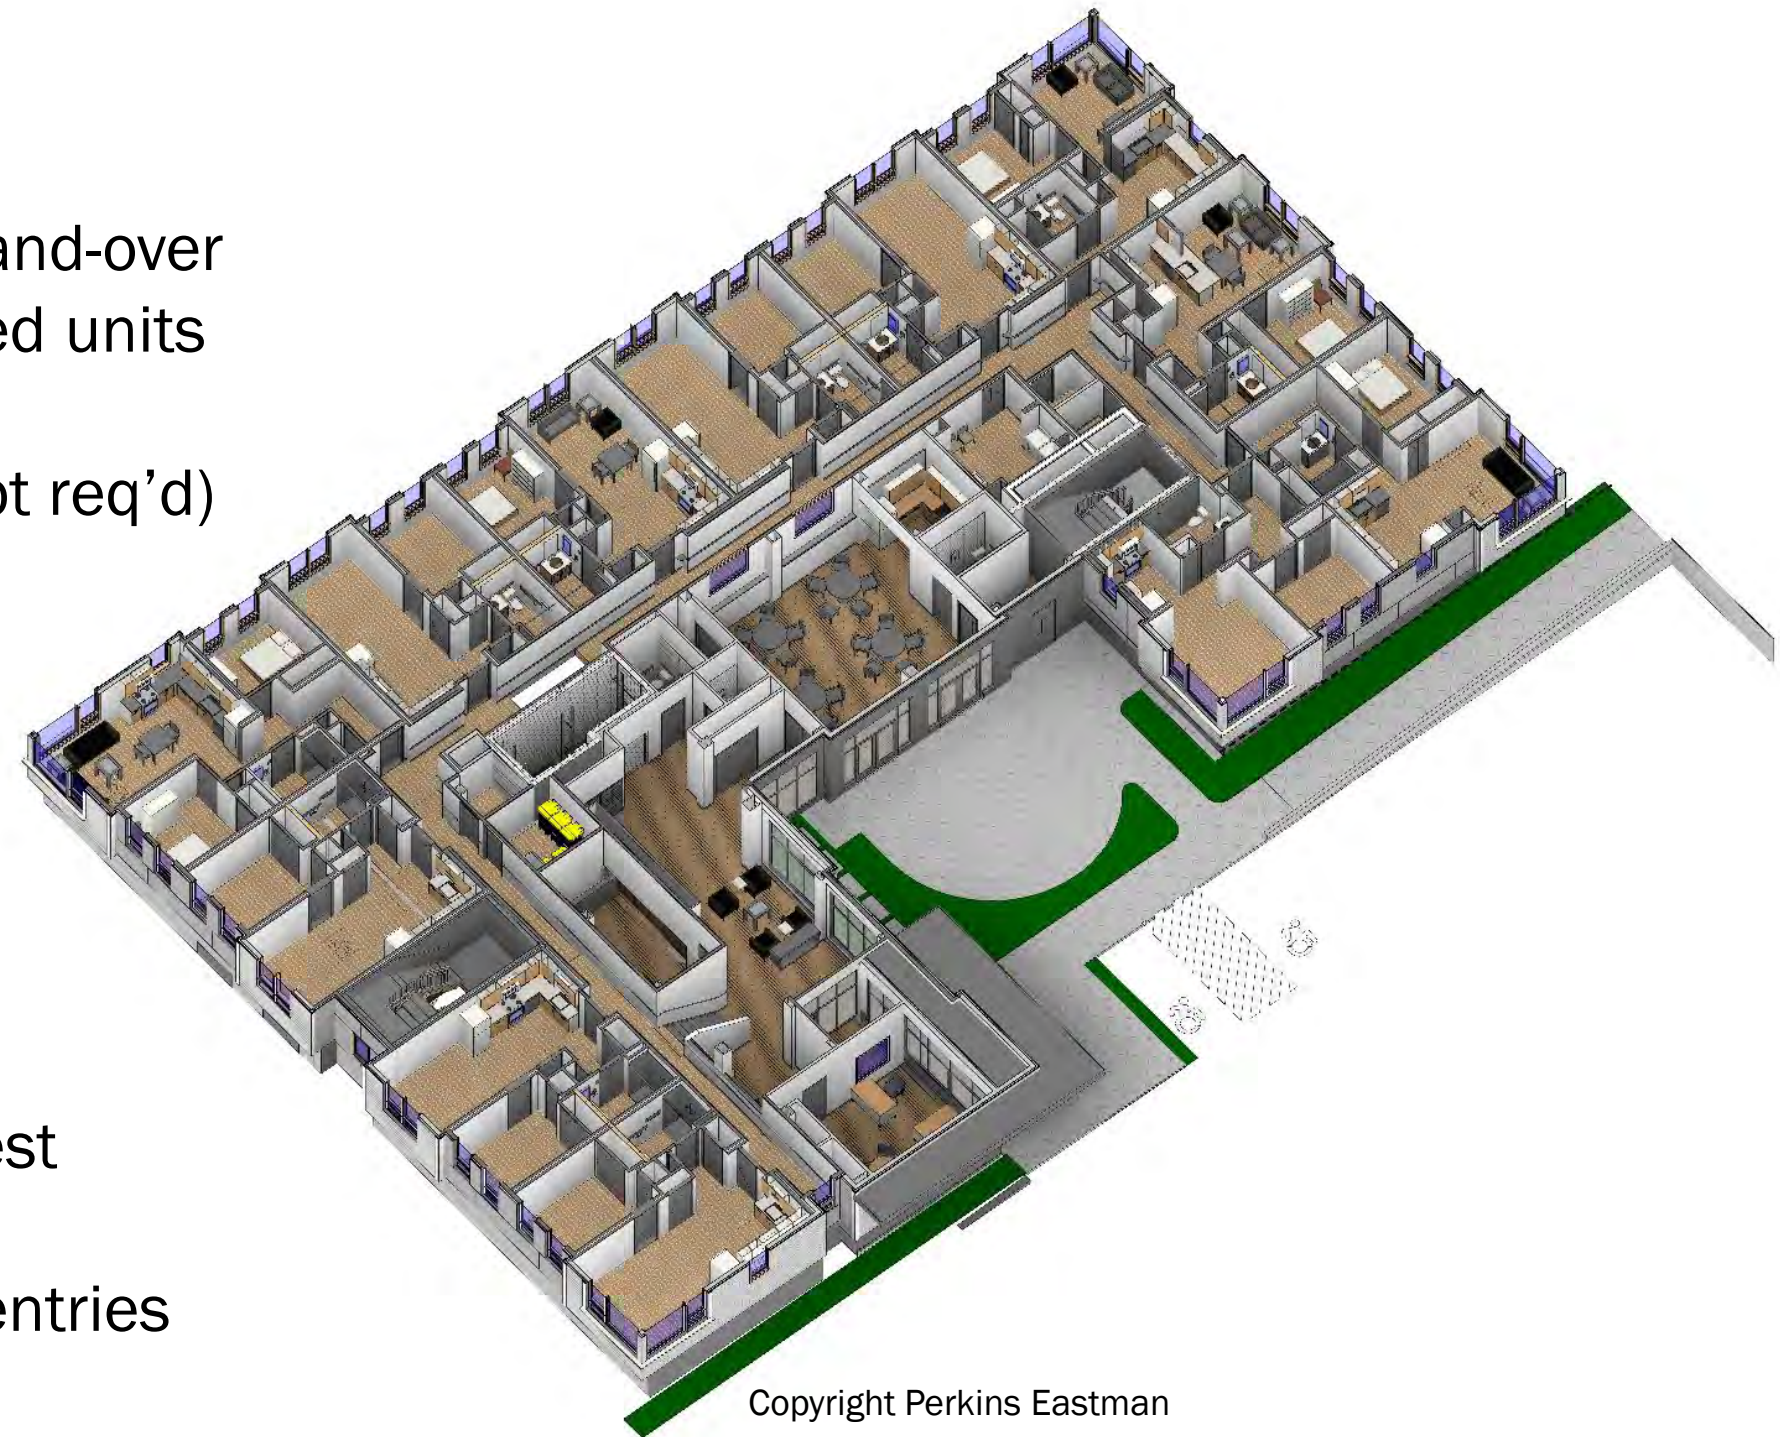 and-over
ed units
ot req’d)
est
entries
Copyright Perkins Eastman